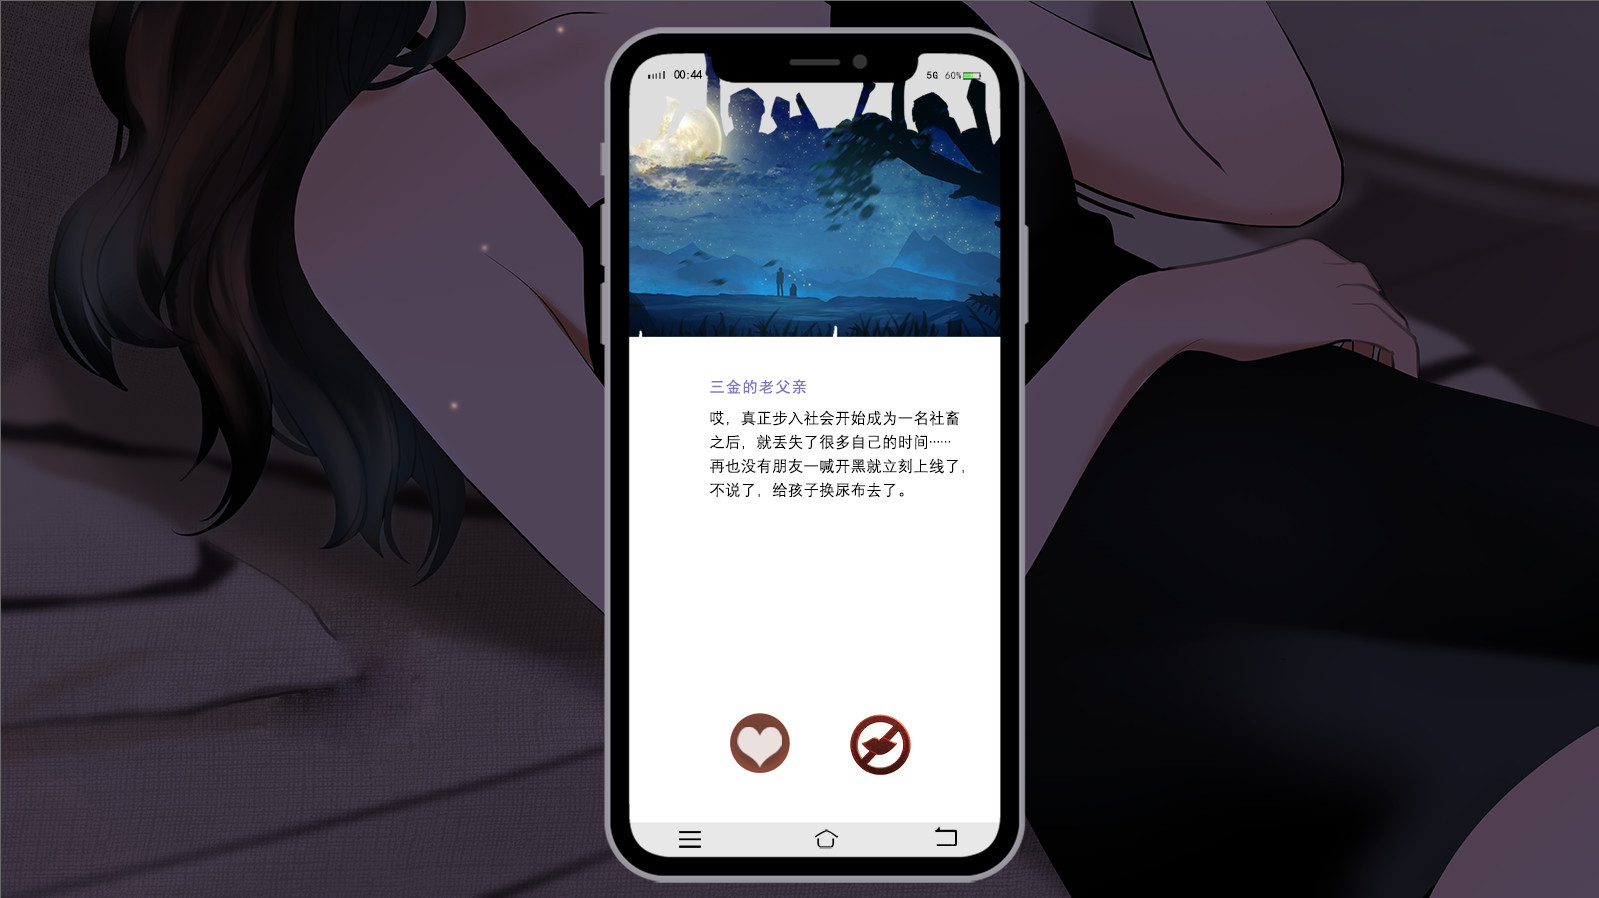 00:44
5G 60%
三金的老父亲
哎，真正步入社会开始成为一名社畜
之后，就丢失了很多自己的时间……
再也没有朋友一喊开黑就立刻上线了，
不说了，给孩子换尿布去了。